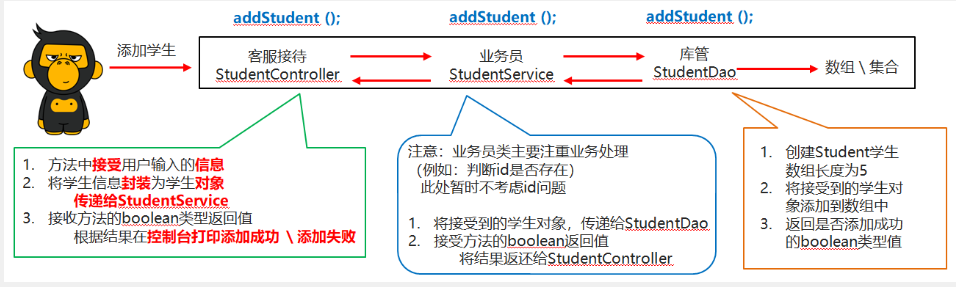 addStudent ();
addStudent ();
addStudent ();
添加学生
客服接待
StudentController
业务员
StudentService
库管
StudentDao
数组 \ 集合
1. 方法中接受用户输入的信息
2. 将学生信息封装为学生对象
传递给StudentService
3. 接收方法的boolean类型返回值
根据结果在控制台打印添加成功 \ 添加失败
注意：业务员类主要注重业务处理
（例如：判断id是否存在）
此处暂时不考虑id问题
1. 将接受到的学生对象，传递给StudentDao
2. 接受方法的boolean返回值
将结果返还给StudentController
1. 创建Student学生
数组长度为5
2. 将接受到的学生对
象添加到数组中
3. 返回是否添加成功
的boolean类型值